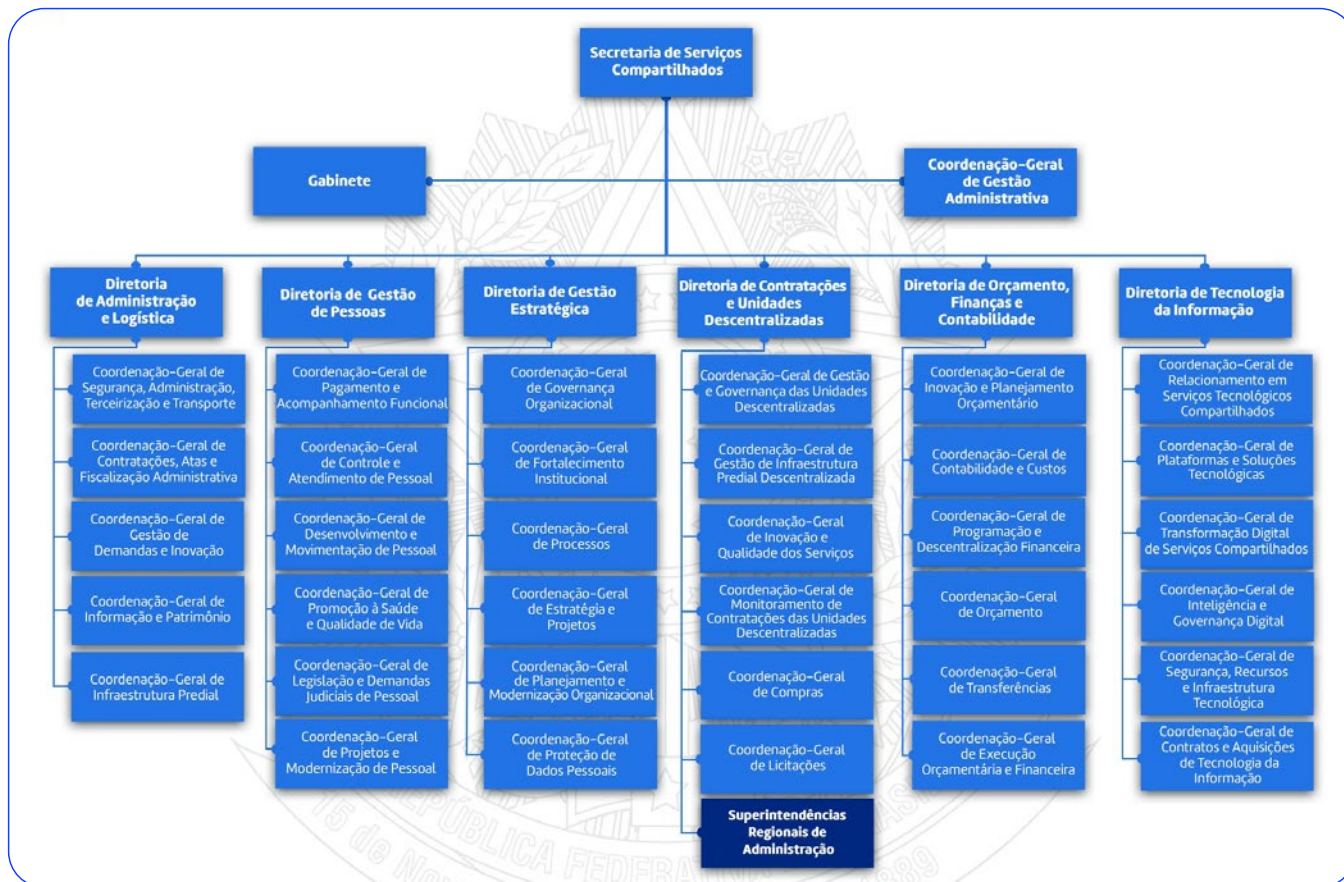 Secretaria de Serviços
Compartilhados
Gabinete
Coordenação-Geral
de Gestão
Administrativa
Diretoria
de Administração
e Logística
Coordenação-Geral de
Segurança, Administração,
Terceirização e Transporte
Coordenação-Geral de
Contratações, Atas e
Fiscalização Administrativa
Coordenação-Geral de
Gestão de
Demandas e Inovação
Coordenação-Geral de
Informação e Patrimônio
Coordenação-Geral de
Infraestrutura Predial
Diretoria de Gestão
de Pessoas
Coordenação-Geral de
Pagamento e
Acompanhamento Funcional
Coordenação-Geral
de Controle e
Atendimento de Pessoal
Coordenação-Geral de
Desenvolvimento e
Movimentação de Pessoal
Coordenação-Geral de
Promoção à Saúde
e Qualidade de Vida
Coordenação-Geral de
Legislação e Demandas
Judiciais de Pessoal
Coordenação-Geral
de Projetos e
Modernização de Pessoal
Diretoria de Gestão
Estratégica
Coordenação-Geral
de Governança
Organizacional
Coordenação-Geral
de Fortalecimento
Institucional
Coordenação-Geral
de Processos
Coordenação-Geral
de Estratégia e
Projetos
Coordenação-Geral
de Planejamento e
Modernização Organizacional
Coordenação-Geral
de Proteção de
Dados Pessoais
Diretoria de Contratações
e Unidades
Descentralizadas
Coordenação-Geral de Gestão
e Governança das Unidades
Descentralizadas
Coordenação-Geral de
Gestão de Infraestrutura
Predial Descentralizada
Coordenação-Geral
de Inovação e
Qualidade dos Serviços
Coordenação-Geral de
Monitoramento de
Contratações das Unidades
Descentralizadas
Coordenação-Geral
de Compras
Coordenação-Geral
de Licitações
Superintendências
Regionais de
Administração
Diretoria de Orçamento,
Finanças e
Contabilidade
Coordenação-Geral de
Inovação e Planejamento
Orçamentário
Coordenação-Geral
de Contabilidade e Custos
Coordenação-Geral de
Programação e
Descentralização Financeira
Coordenação-Geral
de Orçamento
Coordenação-Geral
de Transferências
Coordenação-Geral
de Execução
Orçamentária e Financeira
Diretoria de Tecnologia
da Informação
Coordenação-Geral de
Relacionamento em
Serviços Tecnológicos
Compartilhados
Coordenação-Geral de
Plataformas e Soluções
Tecnológicas
Coordenação-Geral de
Transformação Digital
de Serviços Compartilhados
Coordenação-Geral de
Inteligência e
Governança Digital
Coordenação-Geral de
Segurança, Recursos
e Infraestrutura
Tecnológica
Coordenação-Geral de
Contratos e Aquisições
de Tecnologia da
Informação